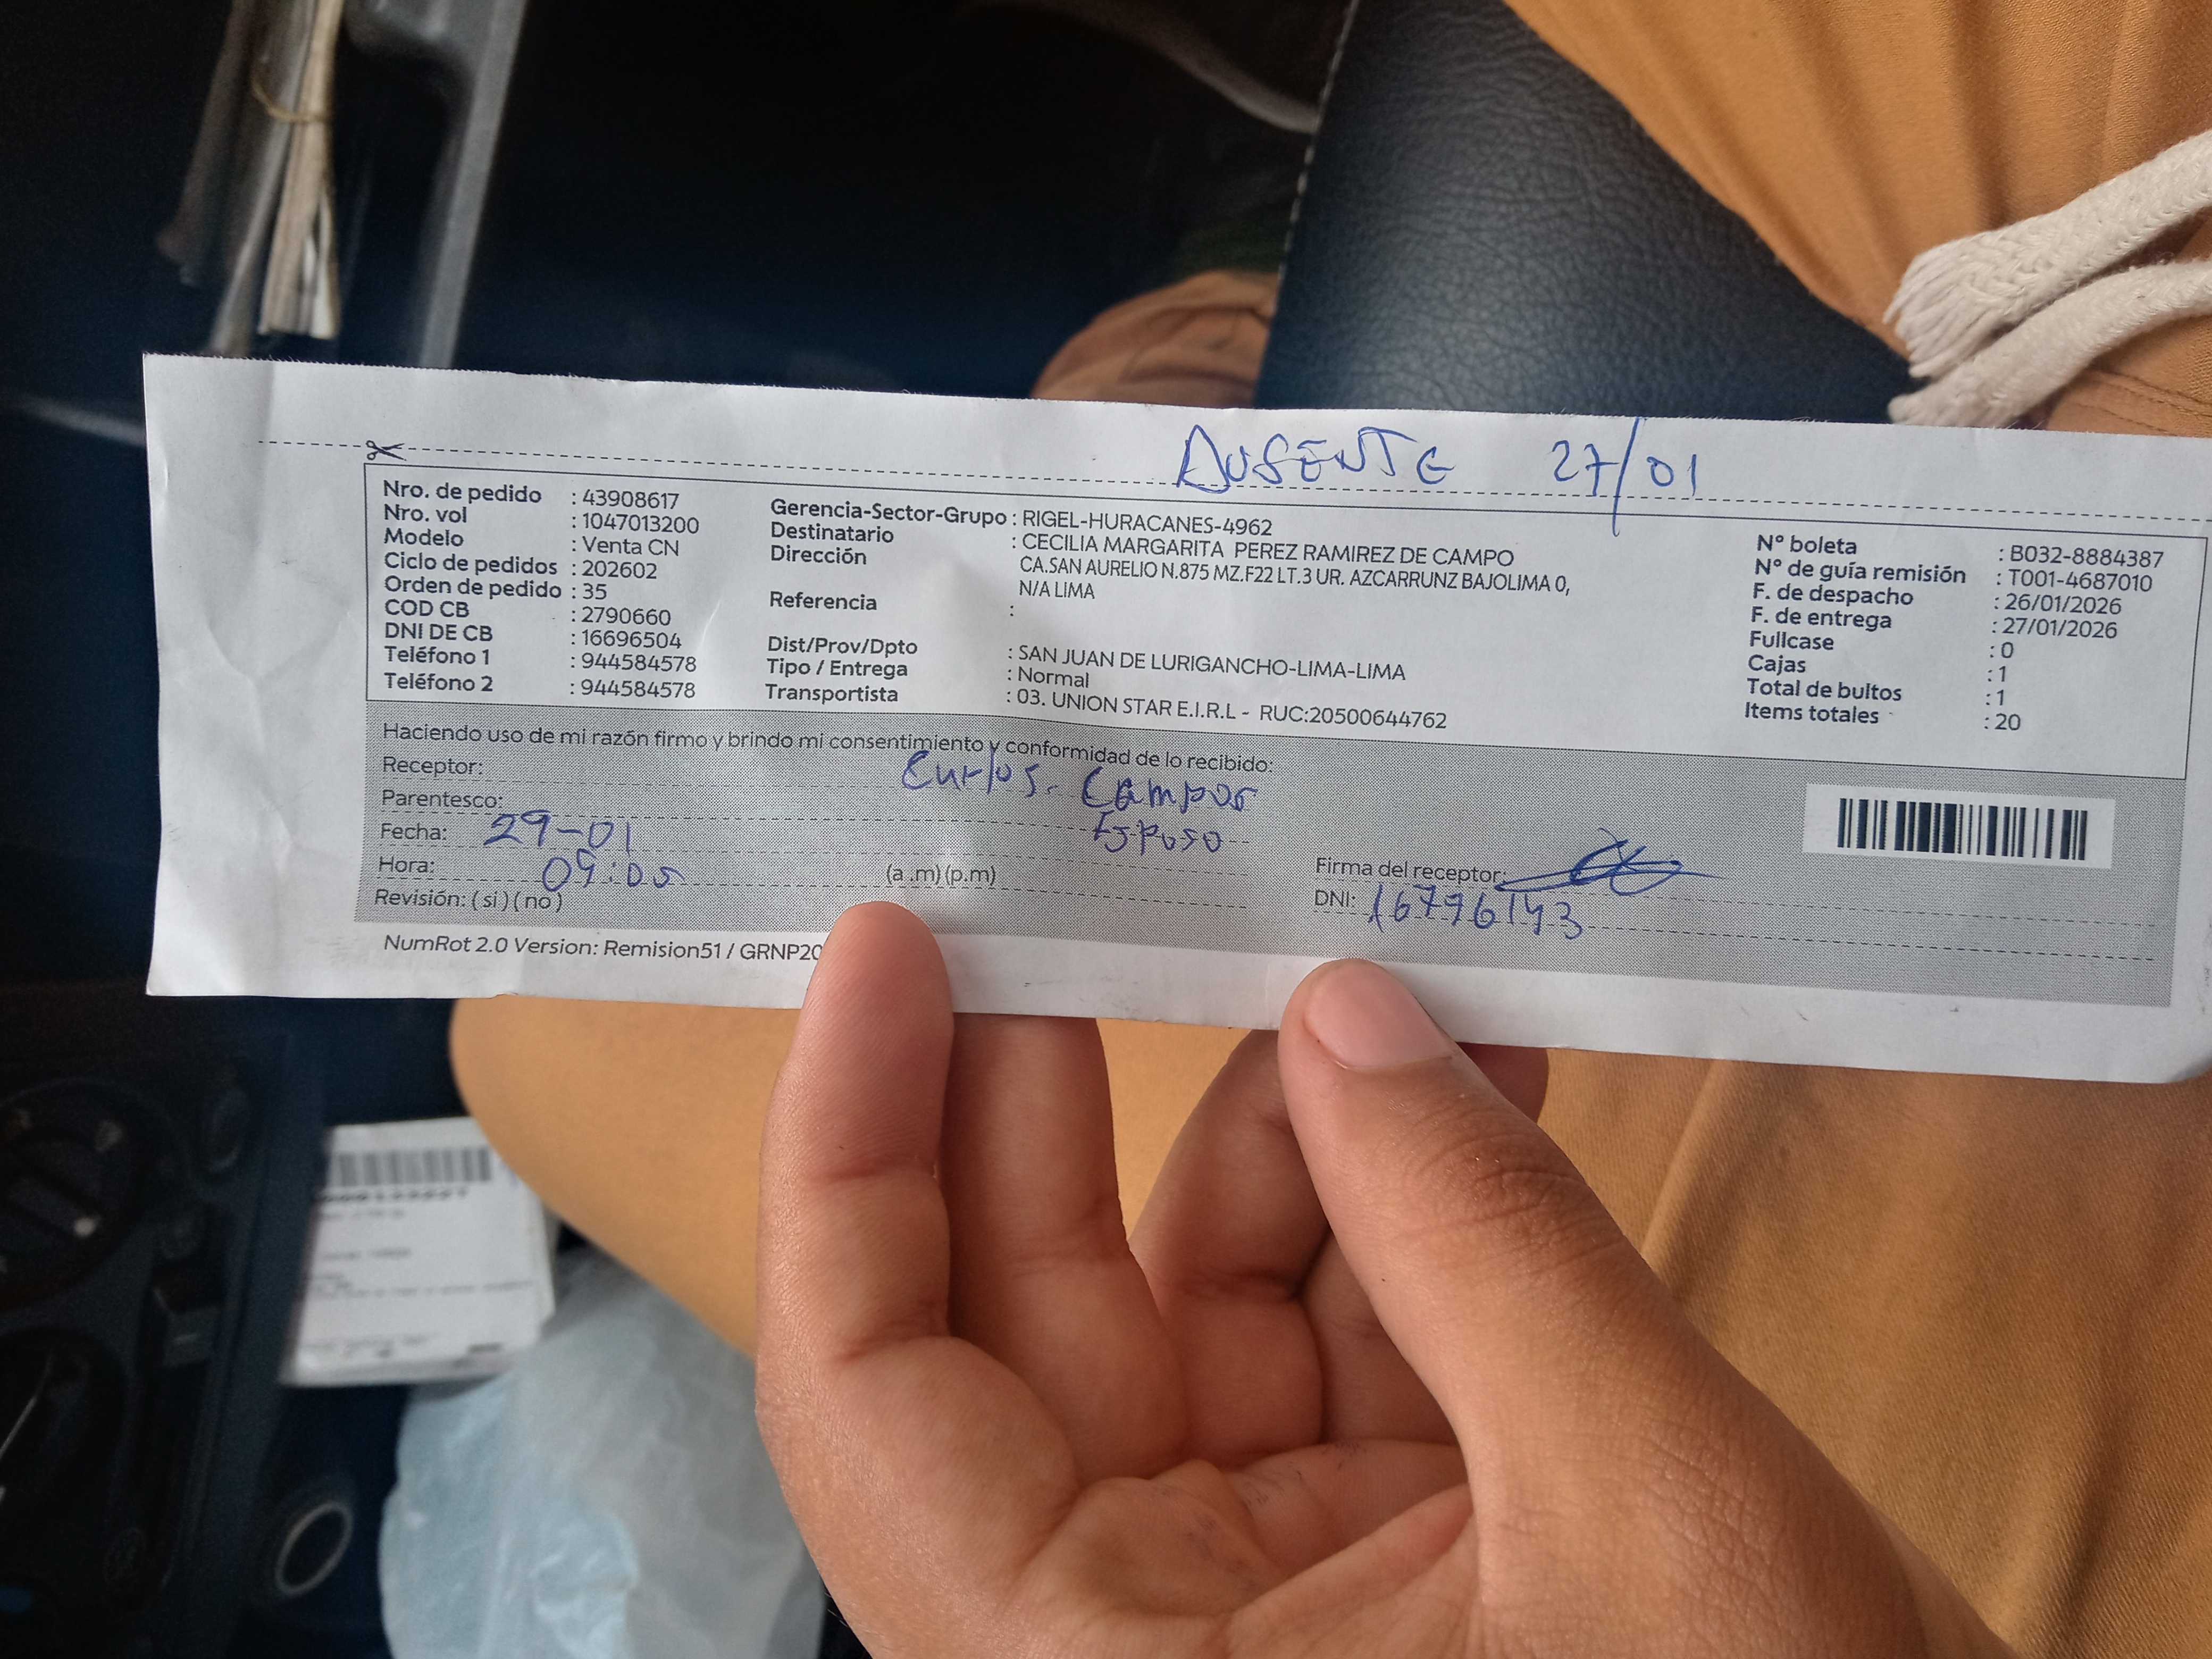 AUSENTE 27/01
Nro. de pedido : 43908617
Nro. vol : 1047013200
Modelo : Venta CN
Ciclo de pedidos : 202602
Orden de pedido : 35
COD CB : 2790660
DNI DE CB : 16696504
Teléfono 1 : 944584578
Teléfono 2 : 944584578
Gerencia-Sector-Grupo : RIGEL-HURACANES-4962
Destinatario : CECILIA MARGARITA PEREZ RAMIREZ DE CAMPO
Dirección CA.SAN AURELIO N.875 MZ.F22 LT.3 UR. AZCARRUNZ BAJOLIMA 0,
N/A LIMA
Referencia :
Dist/Prov/Dpto : SAN JUAN DE LURIGANCHO-LIMA-LIMA
Tipo / Entrega : Normal
Transportista : 03. UNION STAR E.I.R.L - RUC:20500644762
N° boleta : B032-8884387
N° de guía remisión : T001-4687010
F. de despacho : 26/01/2026
F. de entrega : 27/01/2026
Fullcase : 0
Cajas : 1
Total de bultos : 1
Items totales : 20
Haciendo uso de mi razón firmo y brindo mi consentimiento y conformidad de lo recibido:
Receptor: Carlos. Campos
Parentesco: Esposo
Fecha: 29-01
Hora: 09:05 (a .m) (p.m)
Revisión: ( si ) ( no )
Firma del receptor:
DNI: 16796143
NumRot 2.0 Version: Remision51 / GRNP20